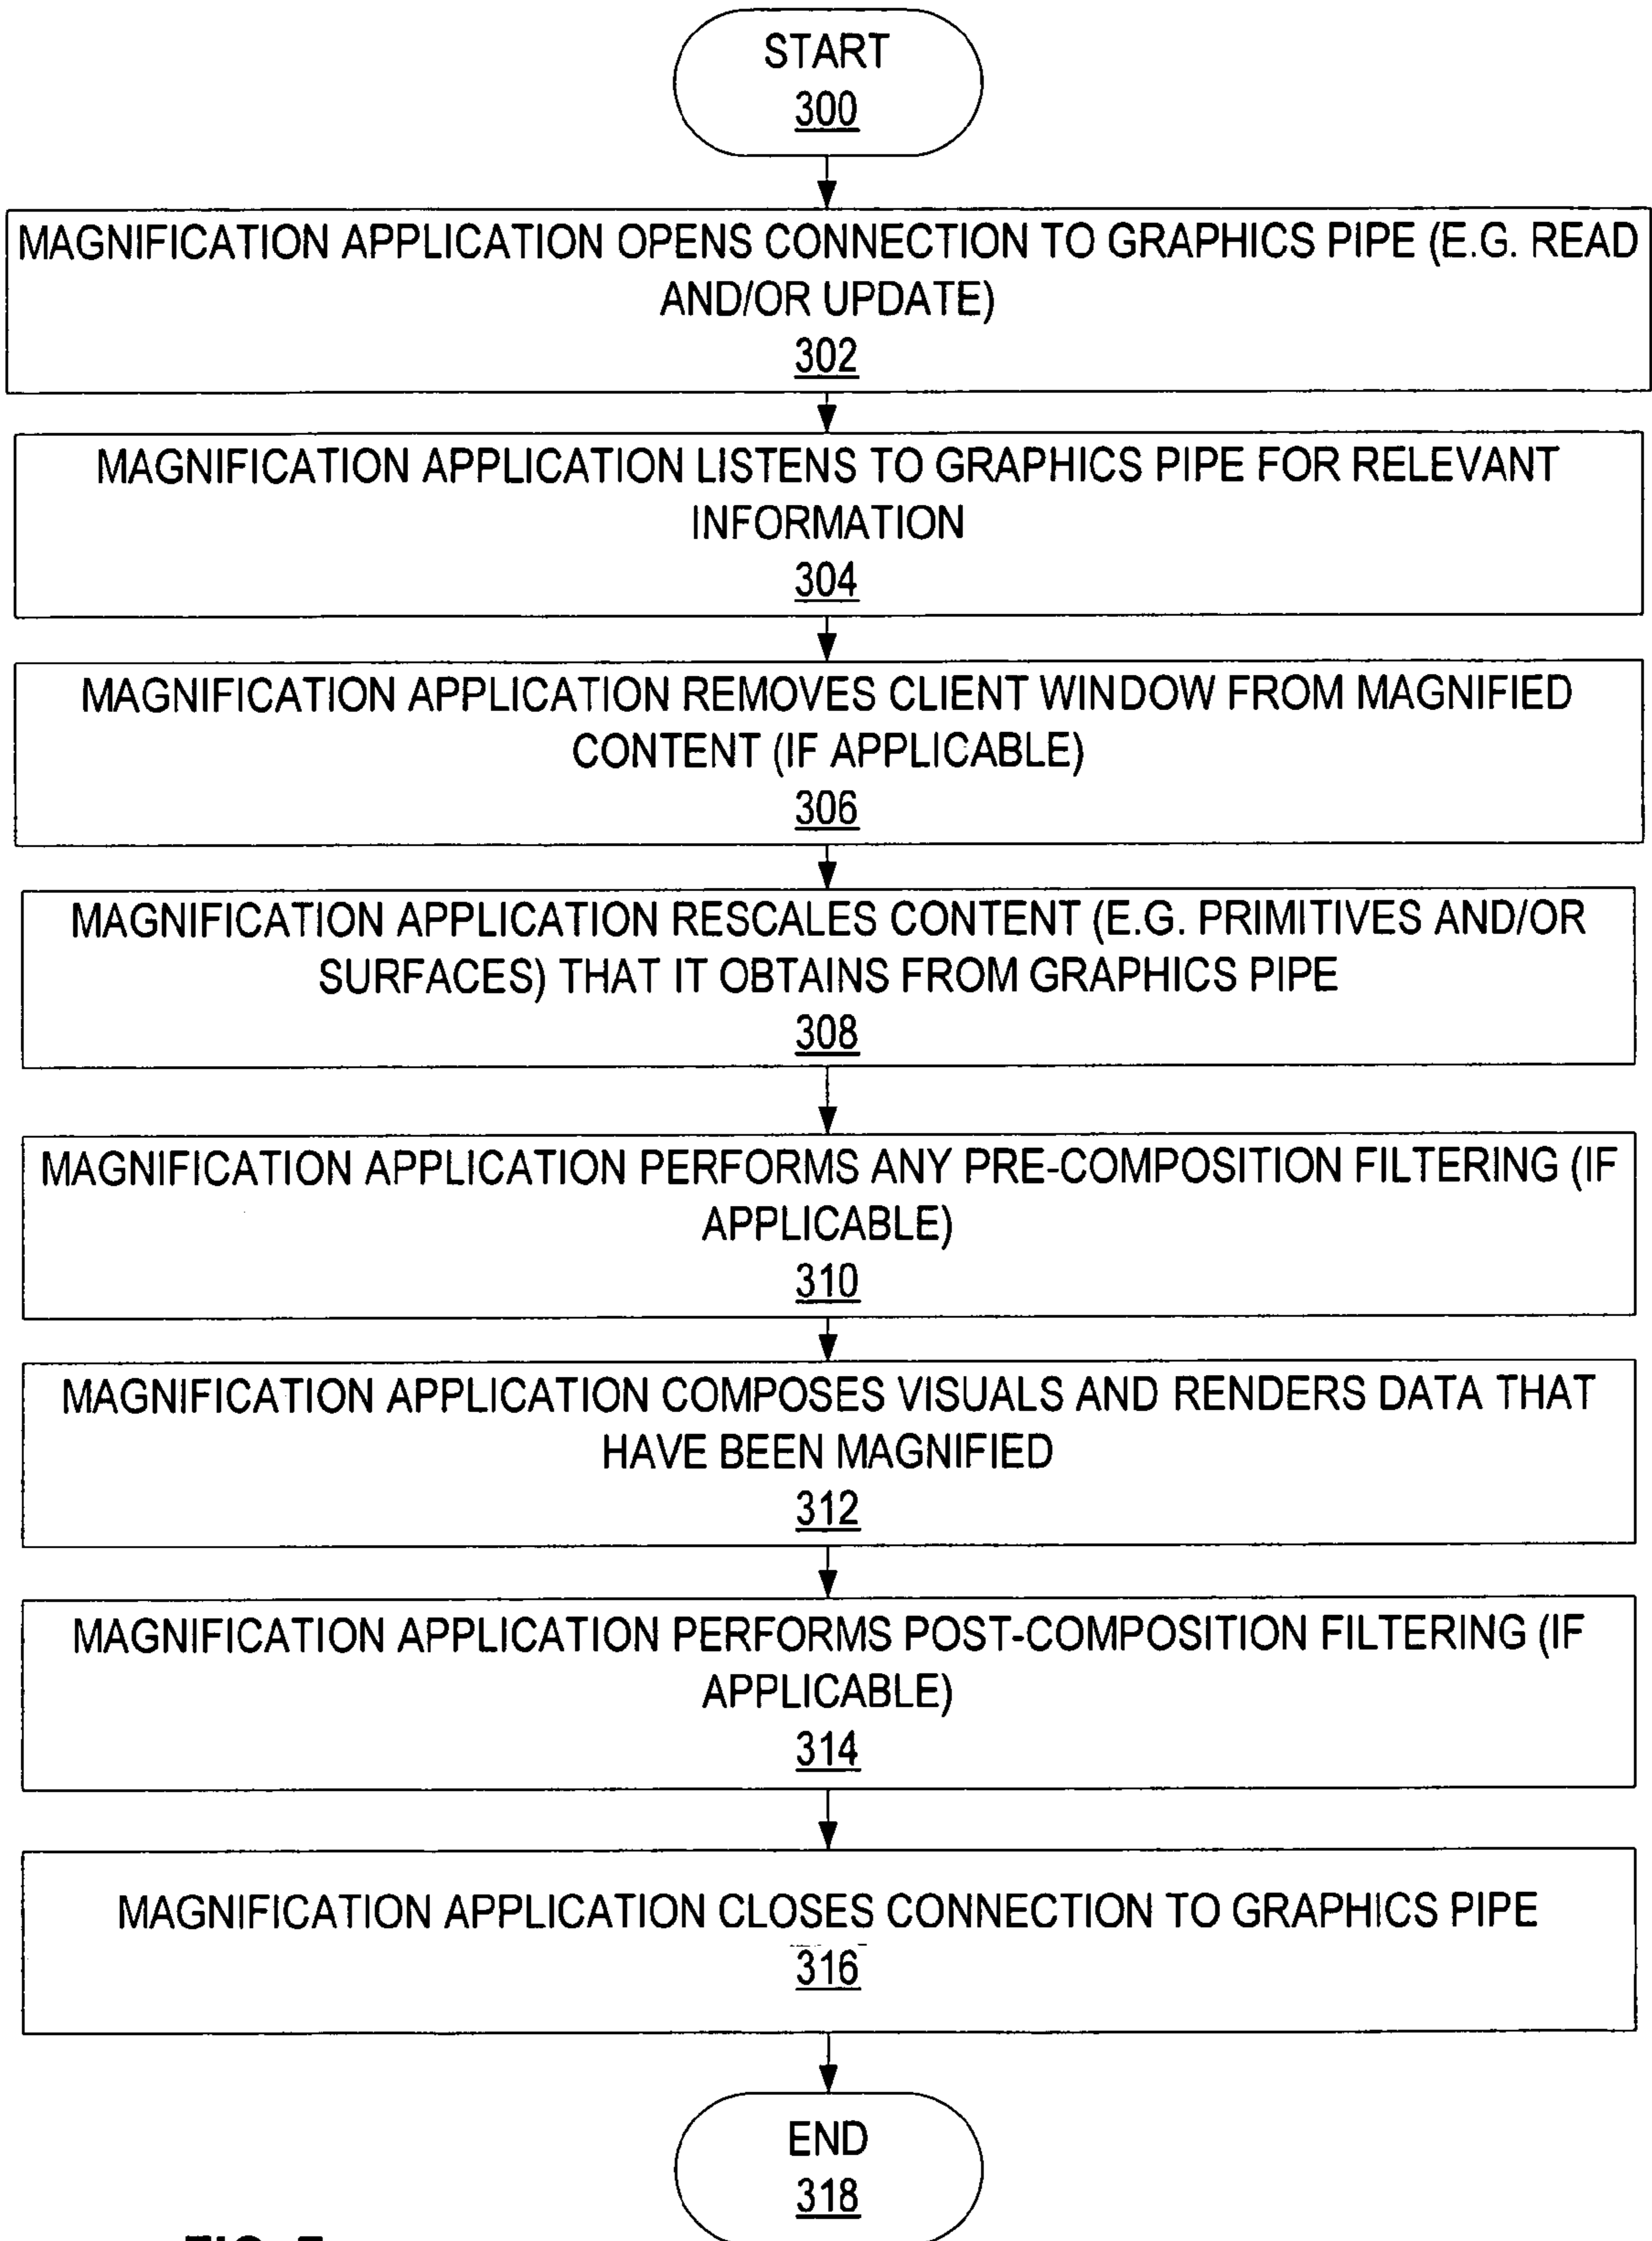 START
300
MAGNIFICATION APPLICATION OPENS CONNECTION TO GRAPHICS PIPE (E.G. READ
AND/OR UPDATE)
302
MAGNIFICATION APPLICATION LISTENS TO GRAPHICS PIPE FOR RELEVANT
INFORMATION
304
MAGNIFICATION APPLICATION REMOVES CLIENT WINDOW FROM MAGNIFIED
CONTENT (IF APPLICABLE)
306
MAGNIFICATION APPLICATION RESCALES CONTENT (E.G. PRIMITIVES AND/OR
SURFACES) THAT IT OBTAINS FROM GRAPHICS PIPE
308
MAGNIFICATION APPLICATION PERFORMS ANY PRE-COMPOSITION FILTERING (IF
APPLICABLE)
310
MAGNIFICATION APPLICATION COMPOSES VISUALS AND RENDERS DATA THAT
HAVE BEEN MAGNIFIED
312
MAGNIFICATION APPLICATION PERFORMS POST-COMPOSITION FILTERING (IF
APPLICABLE)
314
MAGNIFICATION APPLICATION CLOSES CONNECTION TO GRAPHICS PIPE
316
END
318